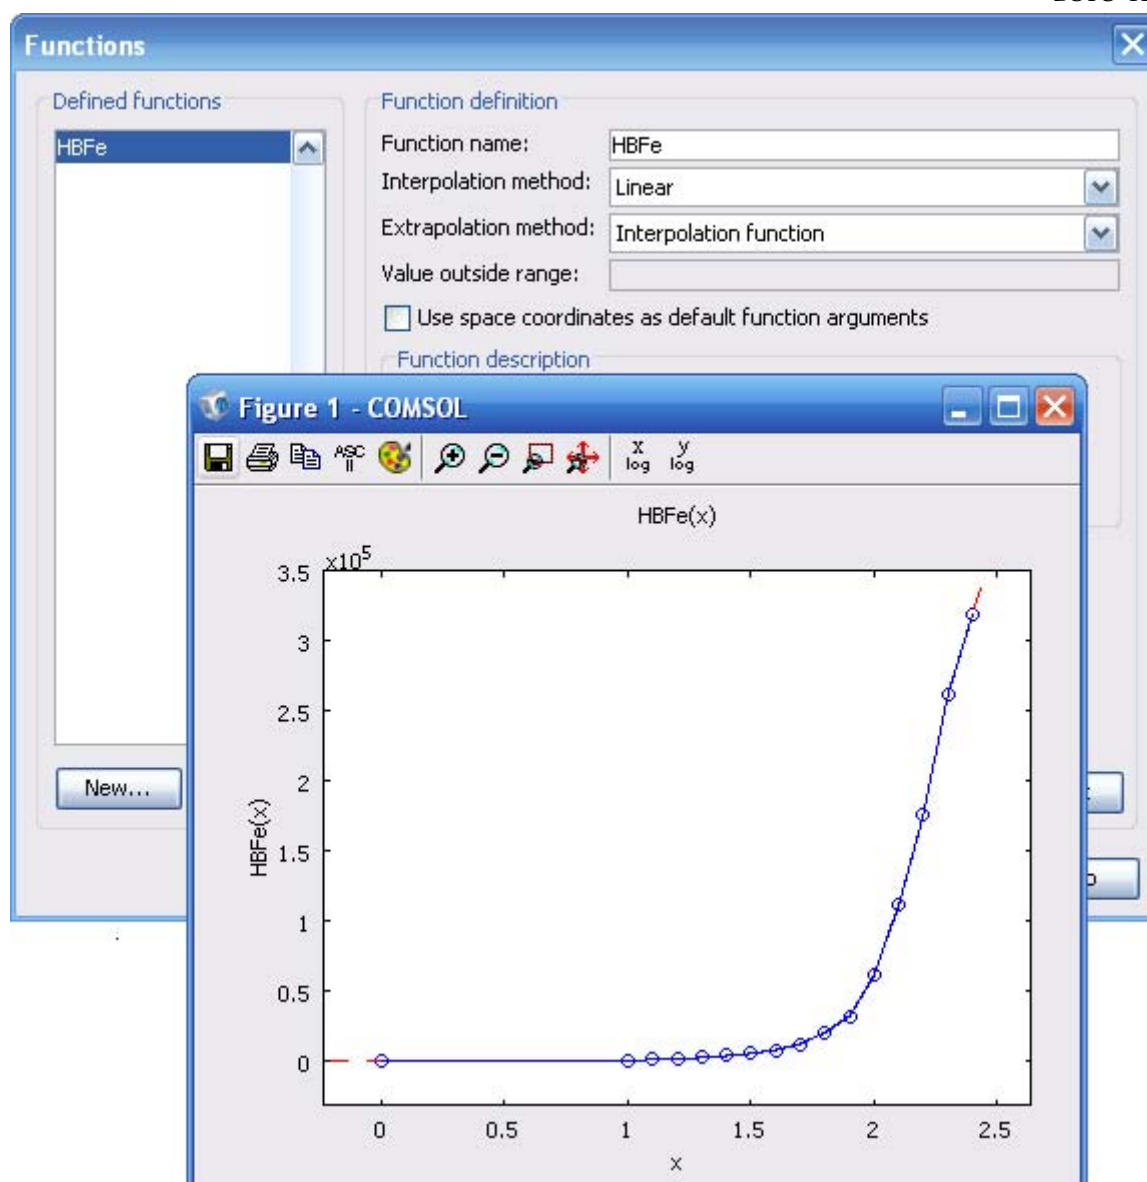 Functions
Defined functions
HBFe
New...
Function definition
Function name: HBFe
Interpolation method: Linear
Extrapolation method: Interpolation function
Value outside range:
Use space coordinates as default function arguments
Function description
Figure 1 - COMSOL
ASC
II
x
log
y
log
HBFe(x)
x10^5
3.5
3
2.5
2
1.5
1
0.5
0
HBFe(x)
0 0.5 1 1.5 2 2.5
x